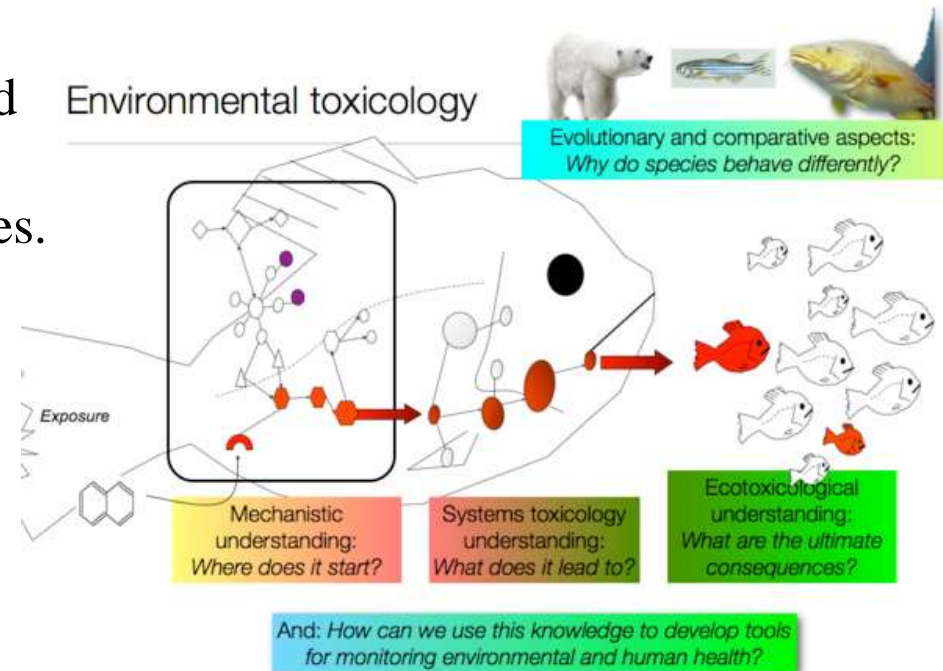 d
Environmental toxicology
es.
Evolutionary and comparative aspects:
Why do species behave differently?
Exposure
Mechanistic
understanding:
Where does it start?
Systems toxicology
understanding:
What does it lead to?
Ecotoxicological
understanding:
What are the ultimate
consequences?
And: How can we use this knowledge to develop tools
for monitoring environmental and human health?